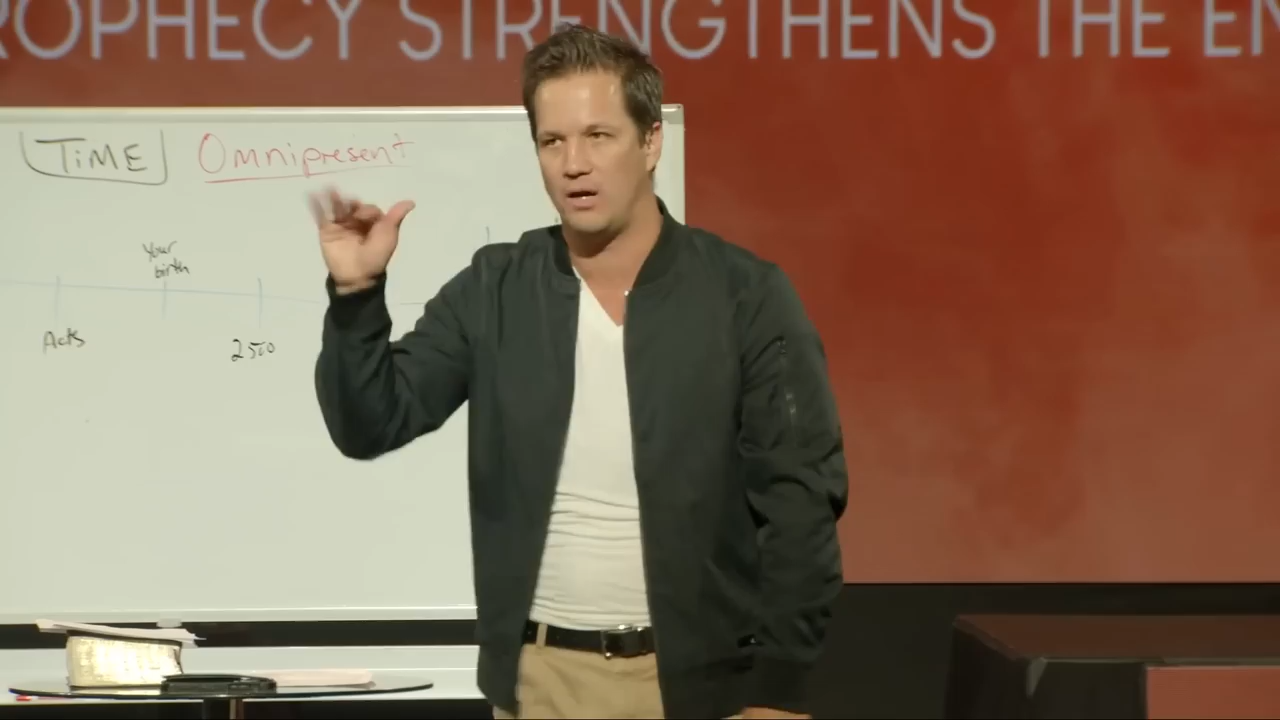 ROPHECY STRENGTHENS THE EN
TIME Omnipresent
Your
birth
Acts 2500